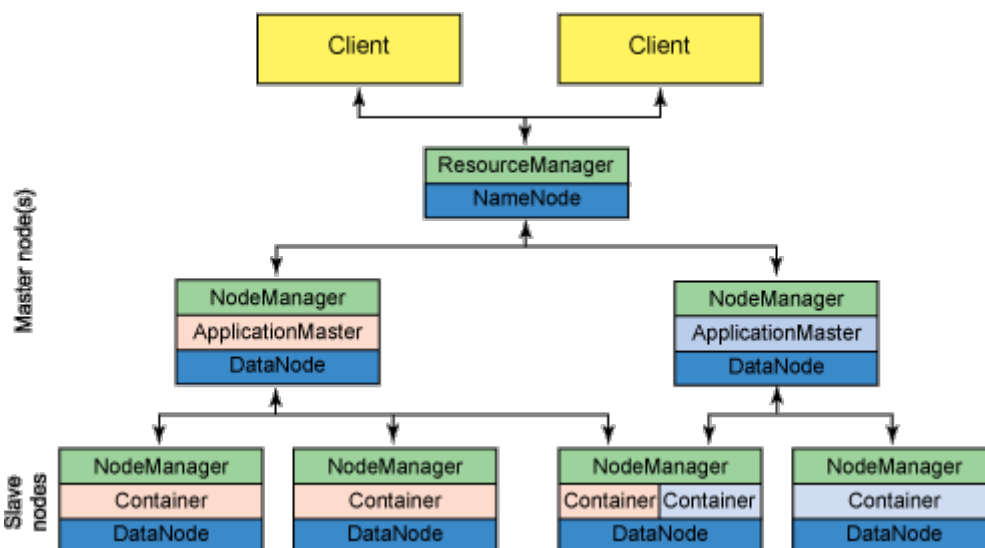 Client
Client
ResourceManager
NameNode
Master node(s)
NodeManager
ApplicationMaster
DataNode
NodeManager
ApplicationMaster
DataNode
Slave
nodes
NodeManager
Container
DataNode
NodeManager
Container
DataNode
NodeManager
Container Container
DataNode
NodeManager
Container
DataNode